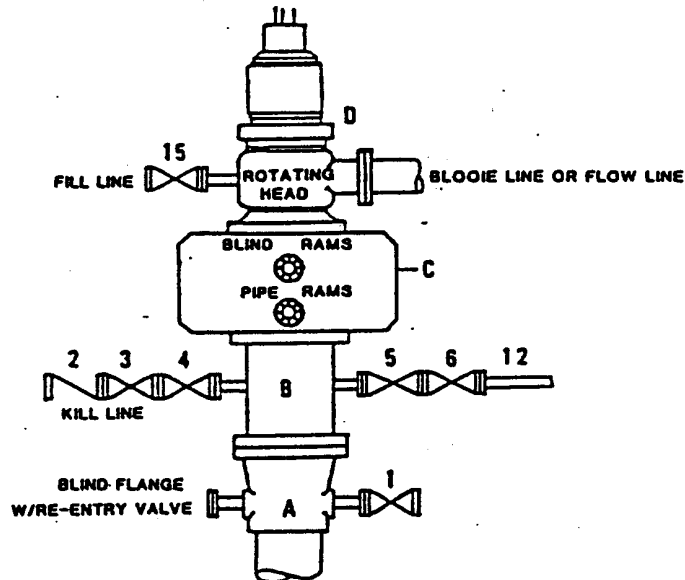 D
15
FILL LINE
ROTATING
HEAD
BLOOIE LINE OR FLOW LINE
BLIND RAMS
C
PIPE RAMS
2 3 4 5 6 12
B
KILL LINE
BLIND FLANGE
W/RE-ENTRY VALVE
A
1